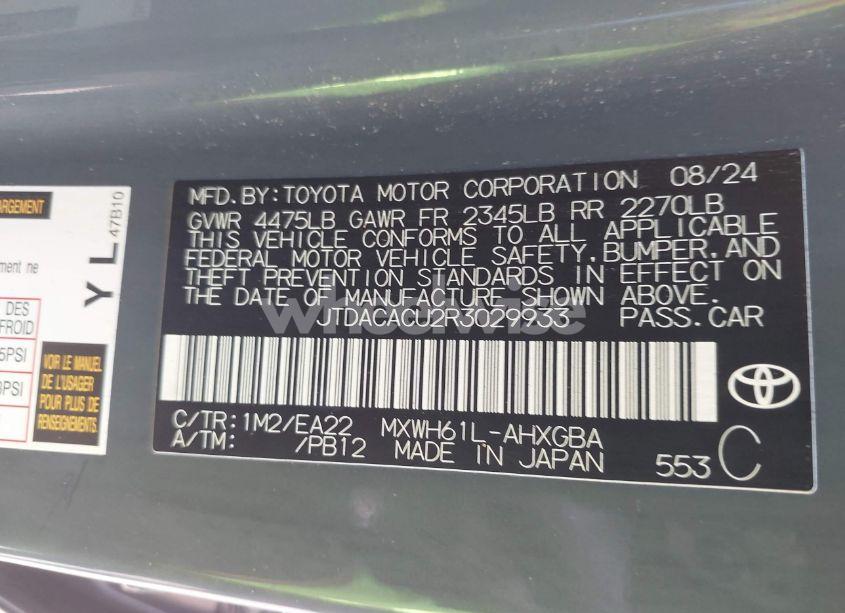 ARGEMENT
ment ne
DES
FROID
5PSI
PSI
VOIR LE MANUEL
DE L'USAGER
POUR PLUS DE
RENSEIGNEMENTS
YL
47B10
MFD.BY:TOYOTA MOTOR CORPORATION 08/24
GVWR 4475LB GAWR FR 2345LB RR 2270LB
THIS VEHICLE CONFORMS TO ALL APPLICABLE
FEDERAL MOTOR VEHICLE SAFETY,BUMPER,AND
THEFT PREVENTION STANDARDS IN EFFECT ON
THE DATE OF MANUFACTURE SHOWN ABOVE.
JTDACACU2R3029933 PASS.CAR
C/TR:1M2/EA22 MXWH61L-AHXGBA
A/TM: /PB12 MADE IN JAPAN 553 C